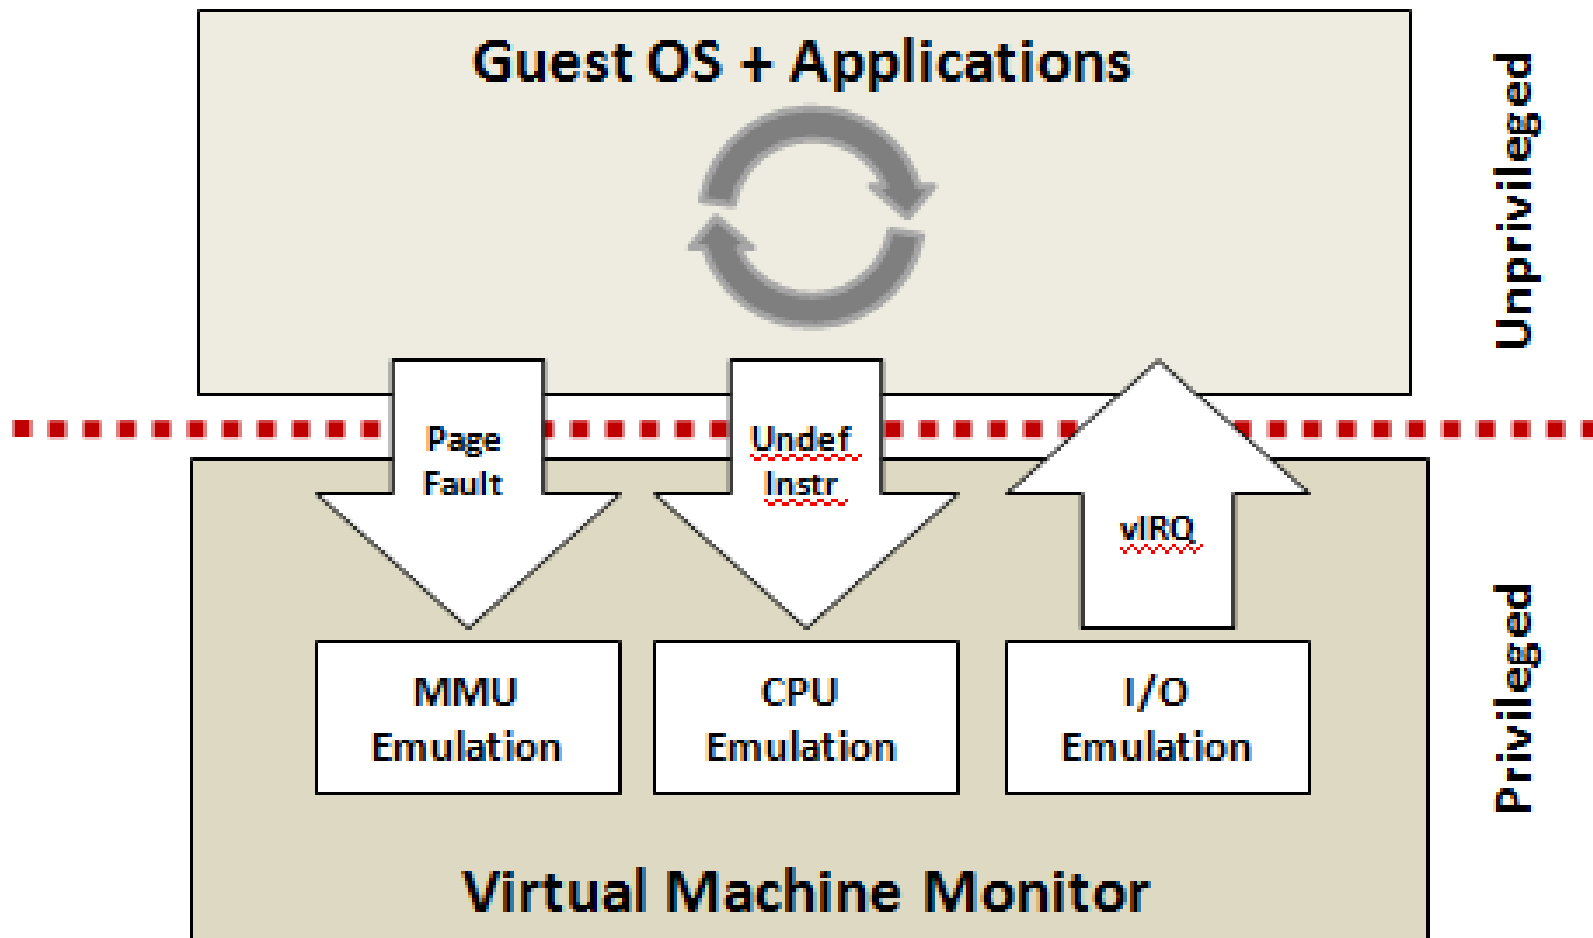 Guest OS + Applications
Unprivileged
Page
Fault
Undef
Instr
vIRQ
MMU
Emulation
CPU
Emulation
I/O
Emulation
Privileged
Virtual Machine Monitor